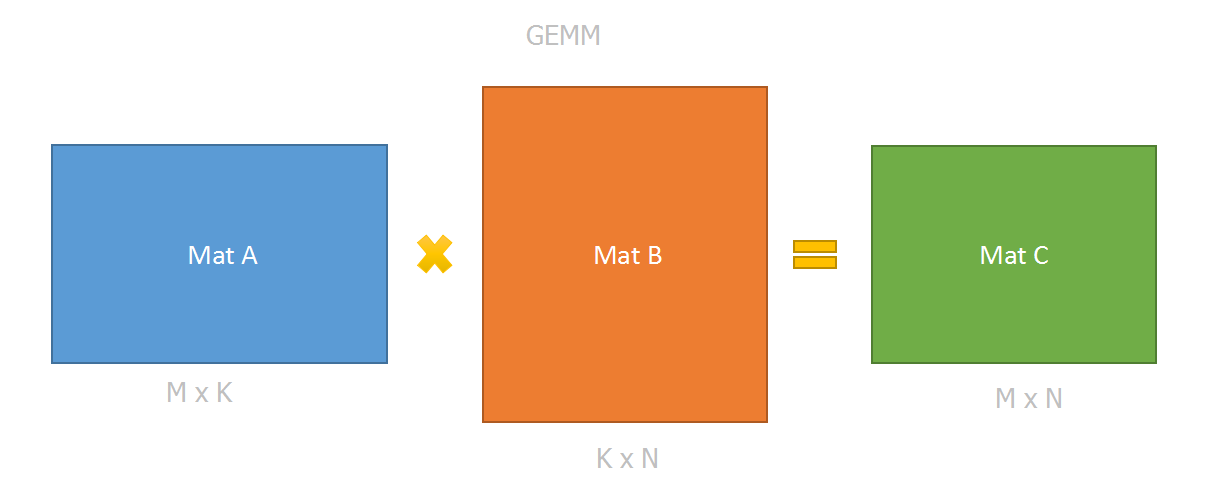 GEMM
Mat A
Mat B
Mat C
M x K
K x N
M x N